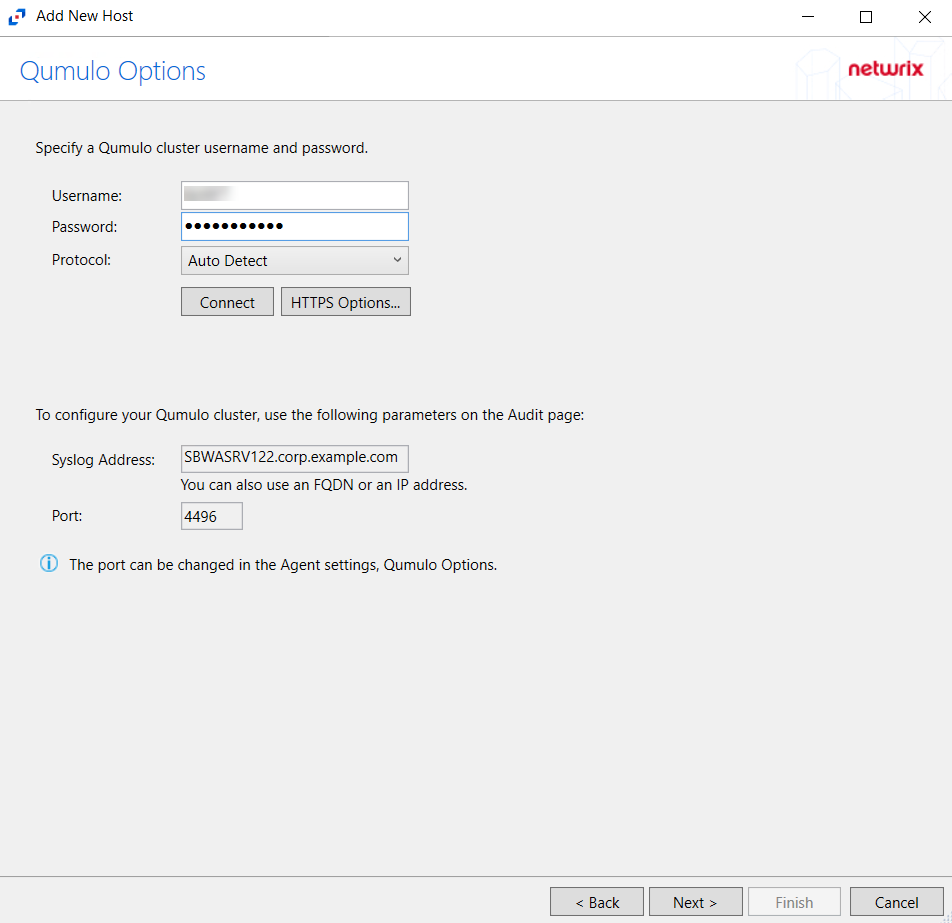 Add New Host
Qumulo Options
netwrix
Specify a Qumulo cluster username and password.
Username:
Password: ●●●●●●●●●●●
Protocol: Auto Detect
Connect HTTPS Options...
To configure your Qumulo cluster, use the following parameters on the Audit page:
Syslog Address: SBWASRV122.corp.example.com
You can also use an FQDN or an IP address.
Port: 4496
The port can be changed in the Agent settings, Qumulo Options.
< Back Next > Finish Cancel